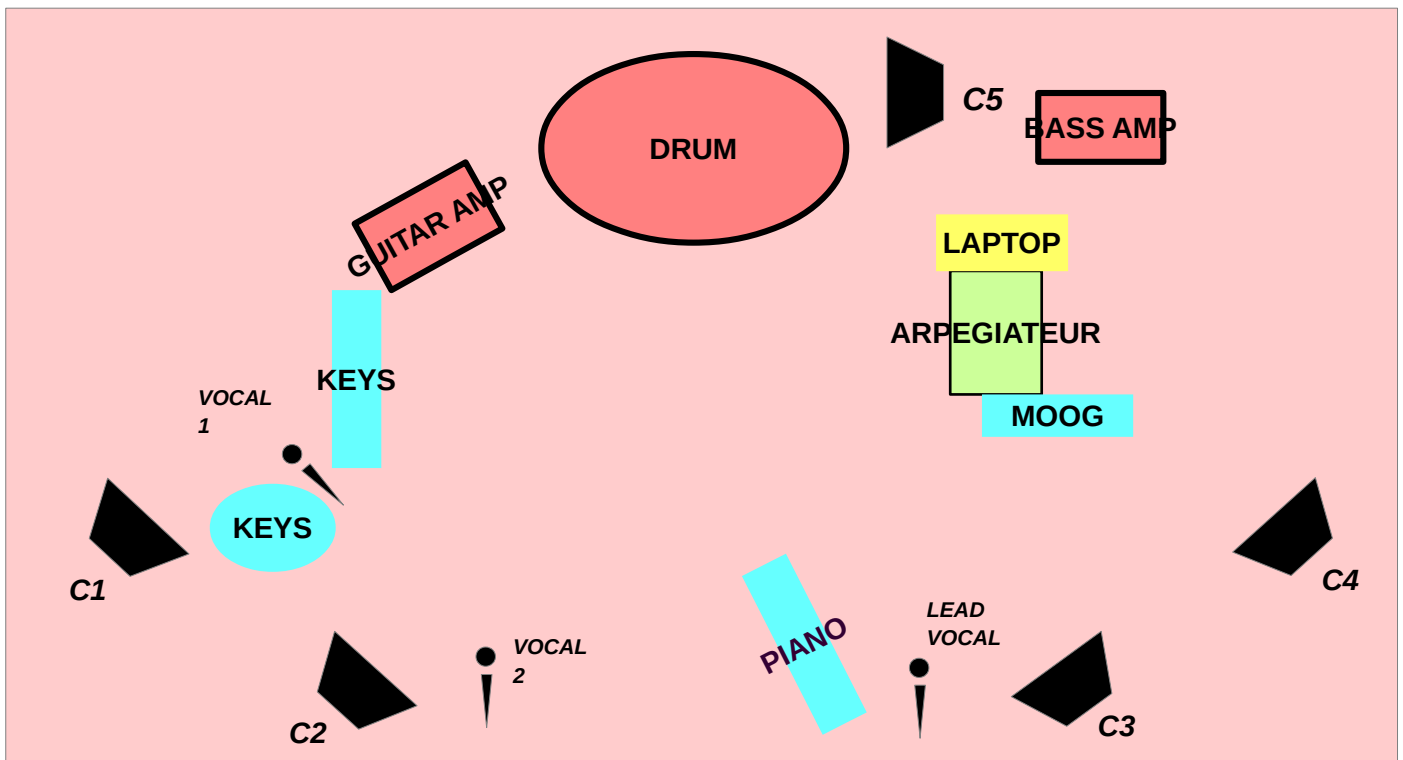 C5
BASS AMP
DRUM
GUITAR AMP
LAPTOP
ARPEGIATEUR
KEYS
VOCAL
1
MOOG
KEYS
C1
C4
LEAD
VOCAL
PIANO
VOCAL
2
C2
C3